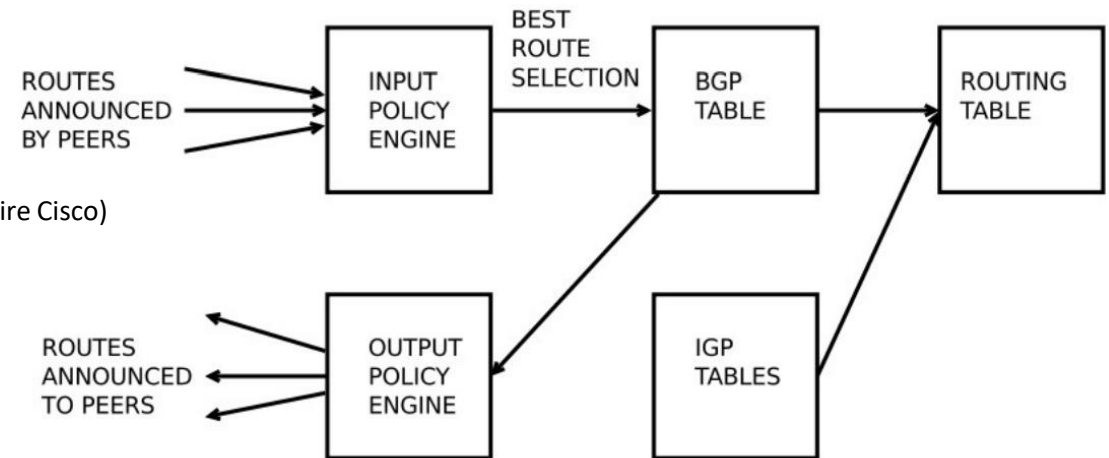 ROUTES
ANNOUNCED
BY PEERS
INPUT
POLICY
ENGINE
BEST
ROUTE
SELECTION
BGP
TABLE
ROUTING
TABLE
ire Cisco)
ROUTES
ANNOUNCED
TO PEERS
OUTPUT
POLICY
ENGINE
IGP
TABLES